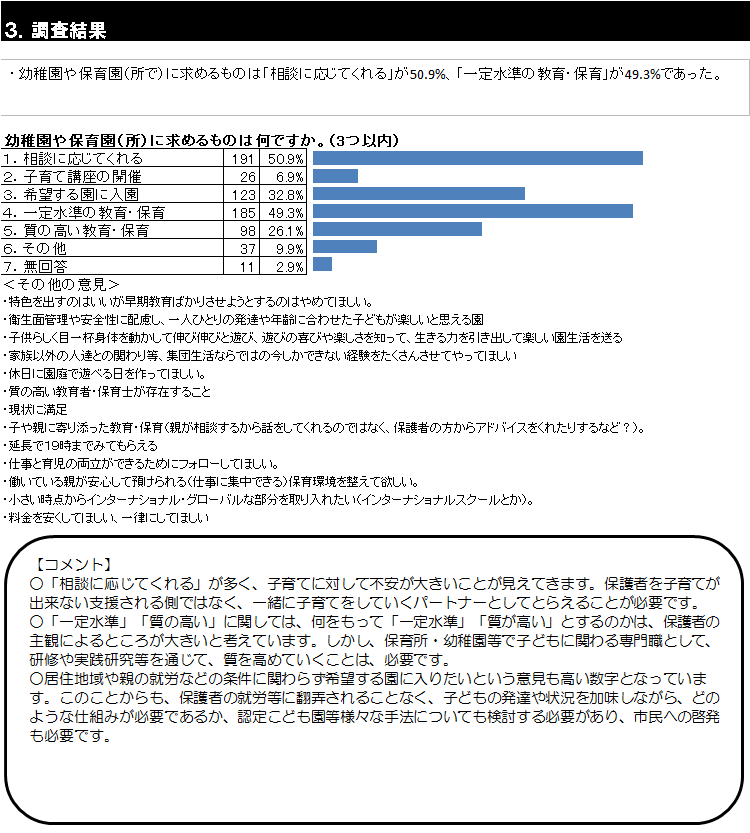 3. 調査結果
・幼稚園や保育園(所で)に求めるものは「相談に応じてくれる」が50.9%、「一定水準の教育・保育」が49.3%であった。
幼稚園や保育園(所)に求めるものは何ですか。(3つ以内)
1. 相談に応じてくれる 191 50.9%
2. 子育て講座の開催 26 6.9%
3. 希望する園に入園 123 32.8%
4. 一定水準の教育・保育 185 49.3%
5. 質の高い教育・保育 98 26.1%
6. その他 37 9.9%
7. 無回答 11 2.9%
<その他の意見>
・特色を出すのはいいが早期教育ばかりさせようとするのはやめてほしい。
・衛生面管理や安全性に配慮し、一人ひとりの発達や年齢に合わせた子どもが楽しいと思える園
・子供らしく目一杯身体を動かして伸び伸びと遊び、遊びの喜びや楽しさを知って、生きる力を引き出して楽しい園生活を送る
・家族以外の人達との関わり等、集団生活ならではの今しかできない経験をたくさんさせてやってほしい
・休日に園庭で遊べる日を作ってほしい。
・質の高い教育者・保育士が存在すること
・現状に満足
・子や親に寄り添った教育・保育(親が相談するから話をしてくれるのではなく、保護者の方からアドバイスをくれたりするなど?)。
・延長で19時までみてもらえる
・仕事と育児の両立ができるためにフォローしてほしい。
・働いている親が安心して預けられる(仕事に集中できる)保育環境を整えて欲しい。
・小さい時点からインターナショナル・グローバルな部分を取り入れたい(インターナショナルスクールとか)。
・料金を安くしてほしい、一律にしてほしい
【コメント】
○「相談に応じてくれる」が多く、子育てに対して不安が大きいことが見えてきます。保護者を子育てが
出来ない支援される側ではなく、一緒に子育てをしていくパートナーとしてとらえることが必要です。
○「一定水準」「質の高い」に関しては、何をもって「一定水準」「質が高い」とするのかは、保護者の
主観によるところが大きいと考えています。しかし、保育所・幼稚園等で子どもに関わる専門職として、
研修や実践研究等を通じて、質を高めていくことは、必要です。
○居住地域や親の就労などの条件に関わらず希望する園に入りたいという意見も高い数字となっていま
す。このことからも、保護者の就労等に翻弄されることなく、子どもの発達や状況を加味しながら、どの
ような仕組みが必要であるか、認定こども園等様々な手法についても検討する必要があり、市民への啓発
も必要です。